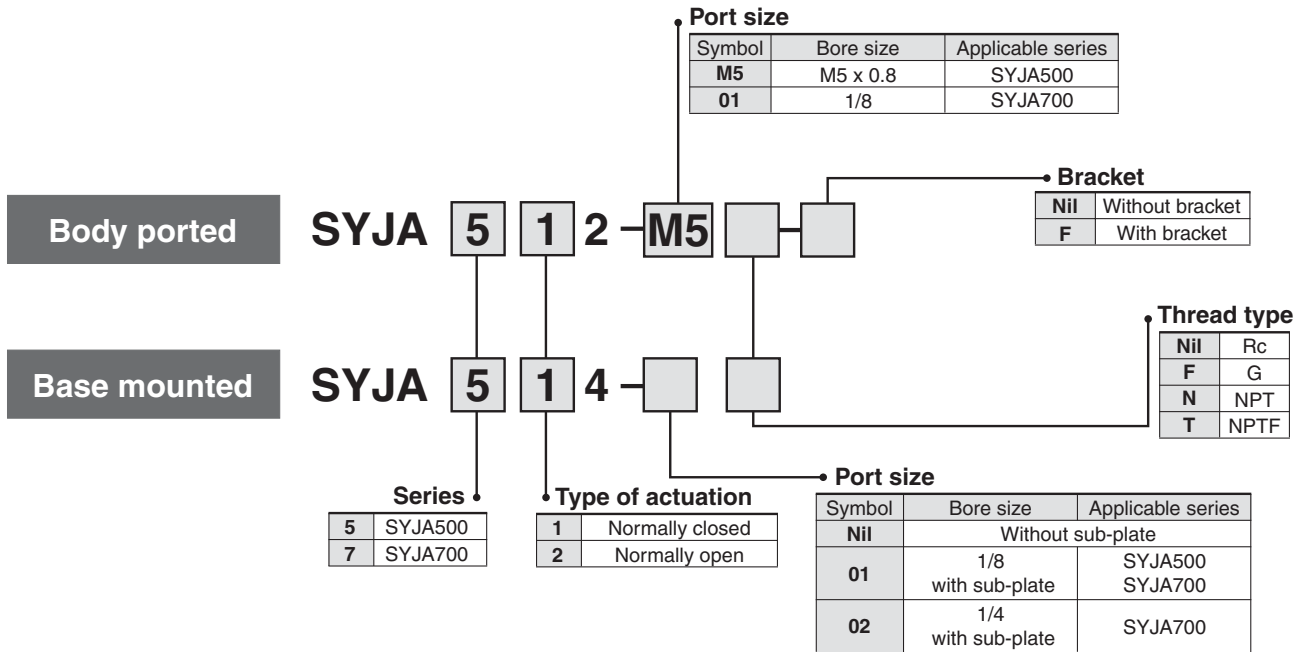 Port size
Symbol Bore size Applicable series
M5 M5 x 0.8 SYJA500
01 1/8 SYJA700
Bracket
Nil Without bracket
F With bracket
Body ported SYJA 5 1 2 – M5 –
Thread type
Nil Rc
F G
N NPT
T NPTF
Base mounted SYJA 5 1 4 –
Series
5 SYJA500
7 SYJA700
Type of actuation
1 Normally closed
2 Normally open
Port size
Symbol Bore size Applicable series
Nil Without sub-plate
01 1/8 with sub-plate SYJA500 SYJA700
02 1/4 with sub-plate SYJA700